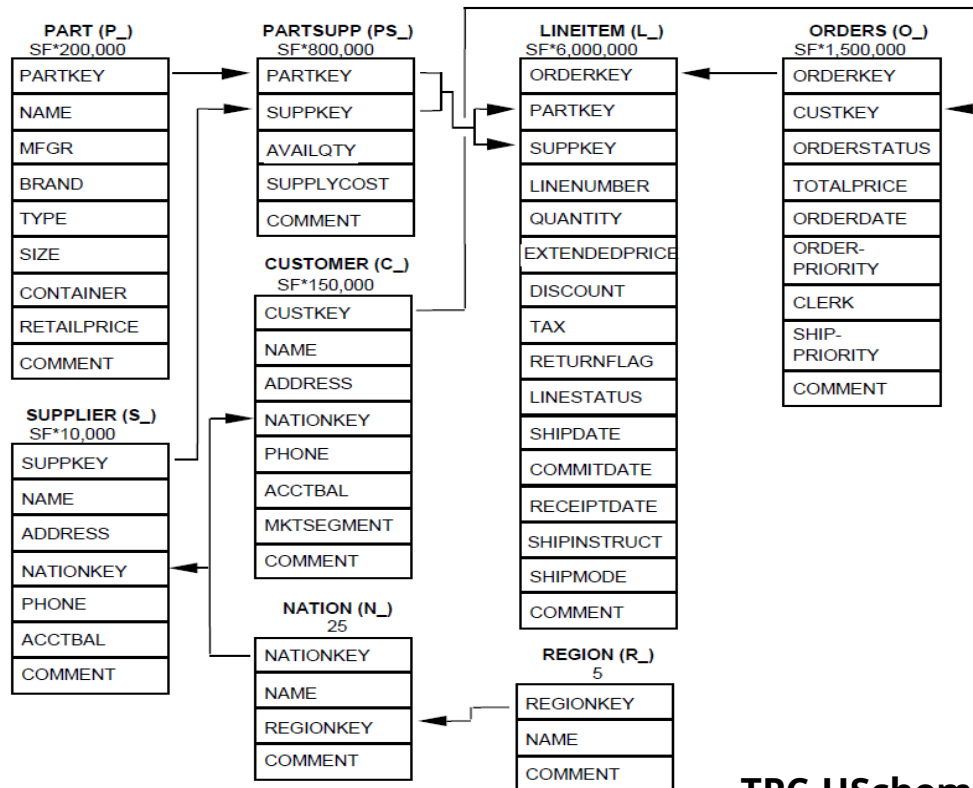 PART (P_)
SF*200,000
PARTKEY
NAME
MFGR
BRAND
TYPE
SIZE
CONTAINER
RETAILPRICE
COMMENT
SUPPLIER (S_)
SF*10,000
SUPPKEY
NAME
ADDRESS
NATIONKEY
PHONE
ACCTBAL
COMMENT
PARTSUPP (PS_)
SF*800,000
PARTKEY
SUPPKEY
AVAILQTY
SUPPLYCOST
COMMENT
CUSTOMER (C_)
SF*150,000
CUSTKEY
NAME
ADDRESS
NATIONKEY
PHONE
ACCTBAL
MKTSEGMENT
COMMENT
NATION (N_)
25
NATIONKEY
NAME
REGIONKEY
COMMENT
LINEITEM (L_)
SF*6,000,000
ORDERKEY
PARTKEY
SUPPKEY
LINENUMBER
QUANTITY
EXTENDEDPRICE
DISCOUNT
TAX
RETURNFLAG
LINESTATUS
SHIPDATE
COMMITDATE
RECEIPTDATE
SHIPINSTRUCT
SHIPMODE
COMMENT
REGION (R_)
5
REGIONKEY
NAME
COMMENT
ORDERS (O_)
SF*1,500,000
ORDERKEY
CUSTKEY
ORDERSTATUS
TOTALPRICE
ORDERDATE
ORDER-
PRIORITY
CLERK
SHIP-
PRIORITY
COMMENT